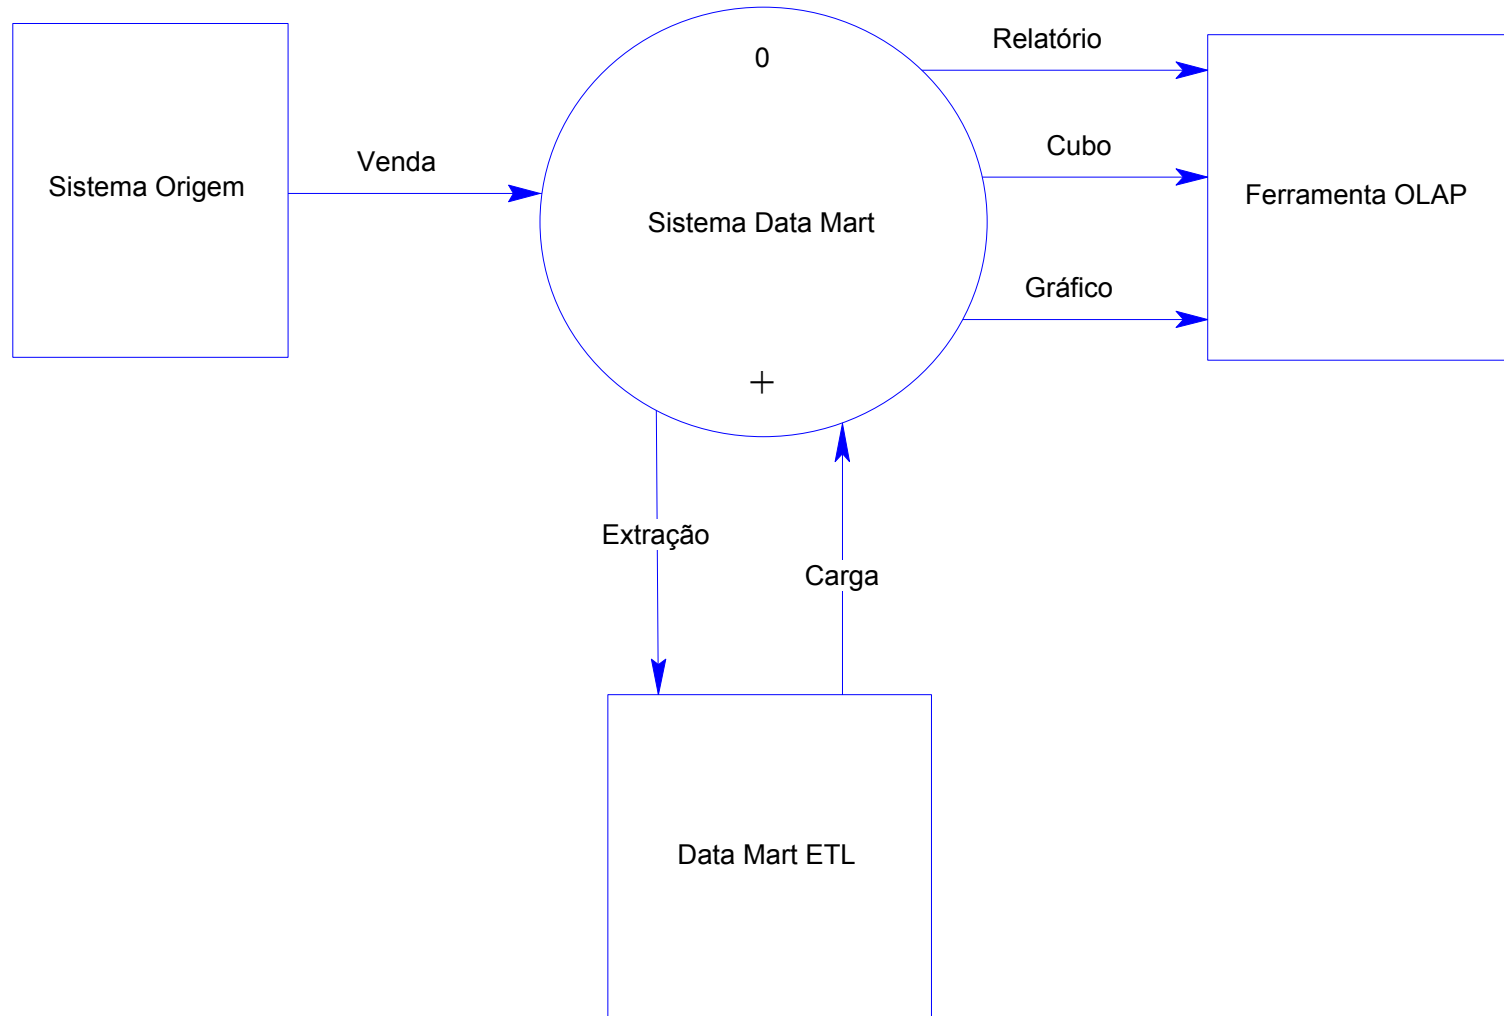 Relatório
0
Cubo
Venda
Sistema Origem
Ferramenta OLAP
Sistema Data Mart
Gráfico
+
Extração
Carga
Data Mart ETL